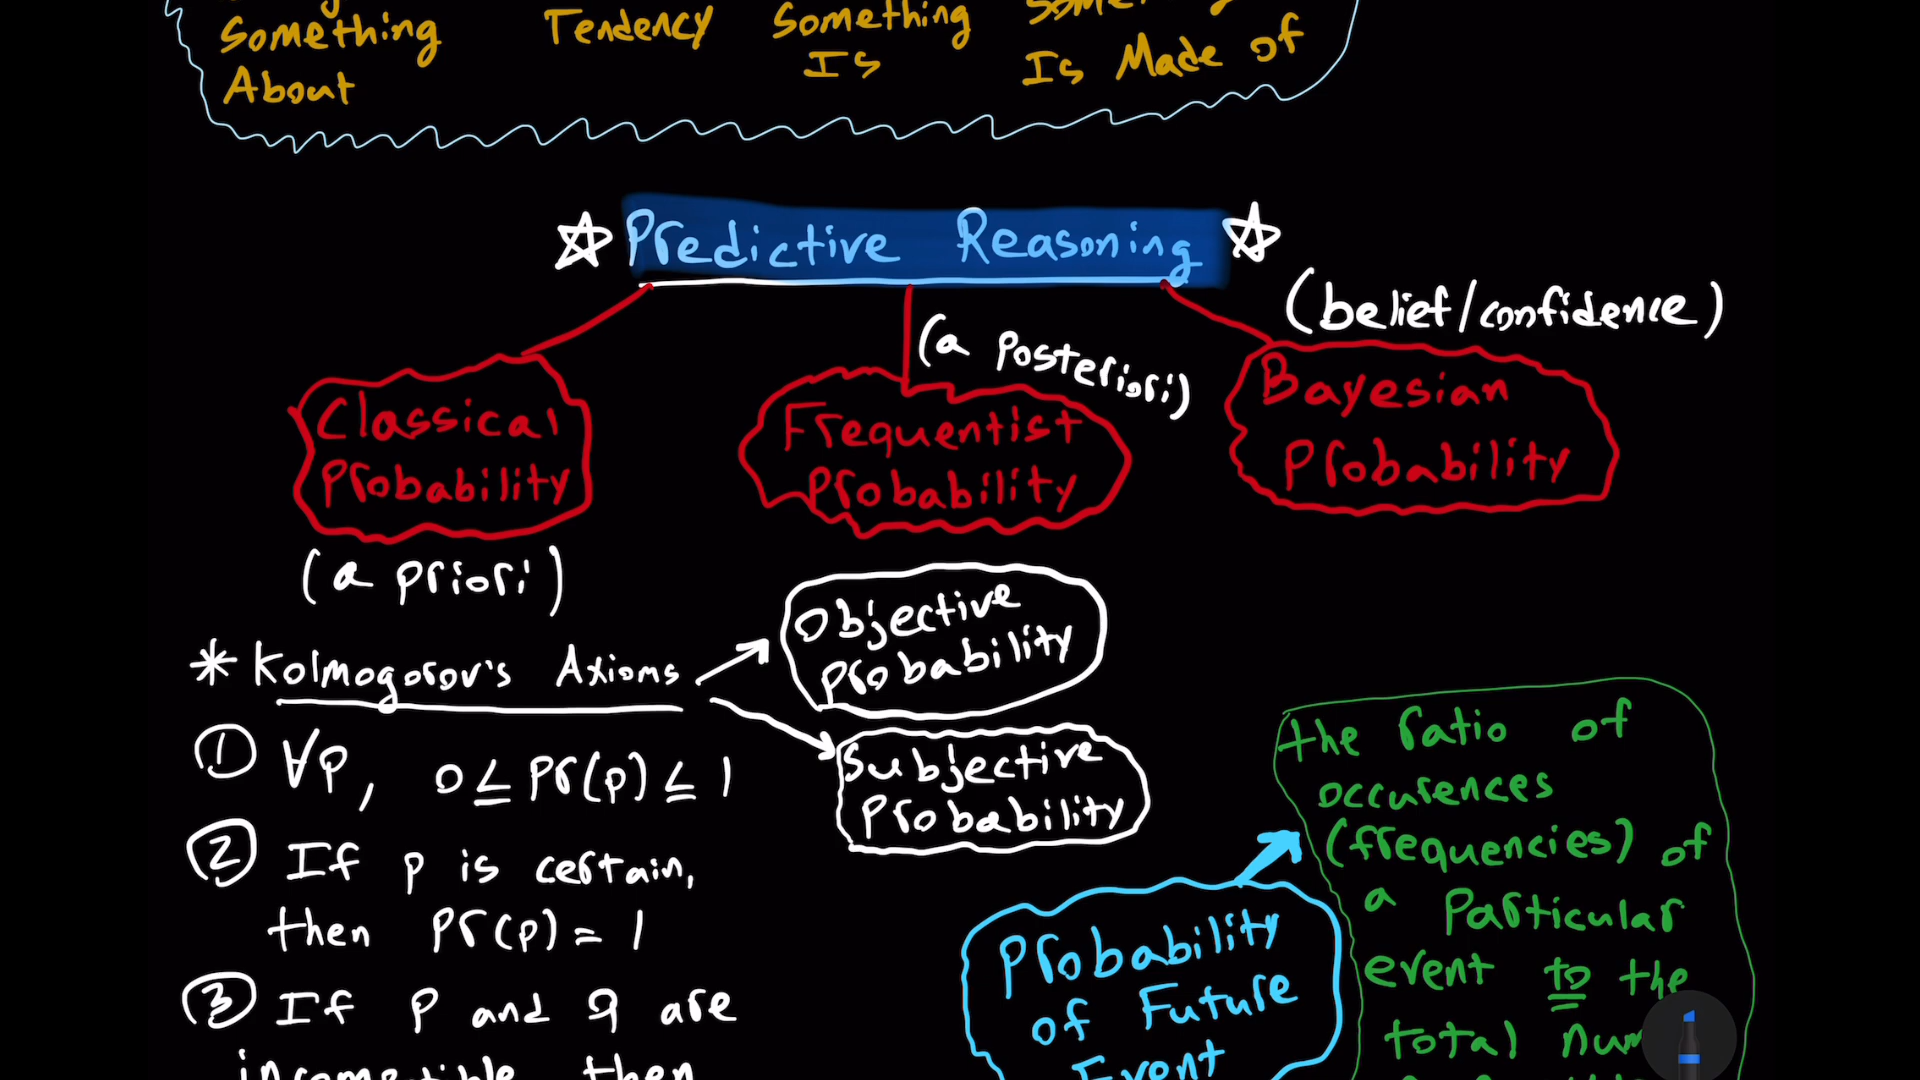 Something
About
Tendency
Something
Is
Is Made of
Predictive Reasoning
(belief/confidence)
(a posteriori)
Classical
Probability
(a priori)
Frequentist
Probability
Bayesian
Probability
* Kolmogorov's Axioms
Objective
Probability
Subjective
Probability
① ∀p, 0 ≤ Pr(p) ≤ 1
② If p is certain,
then Pr(p) = 1
③ If p and q are
then
Probability
of Future
Event
the ratio of
occurences
(frequencies) of
a particular
event to the
total